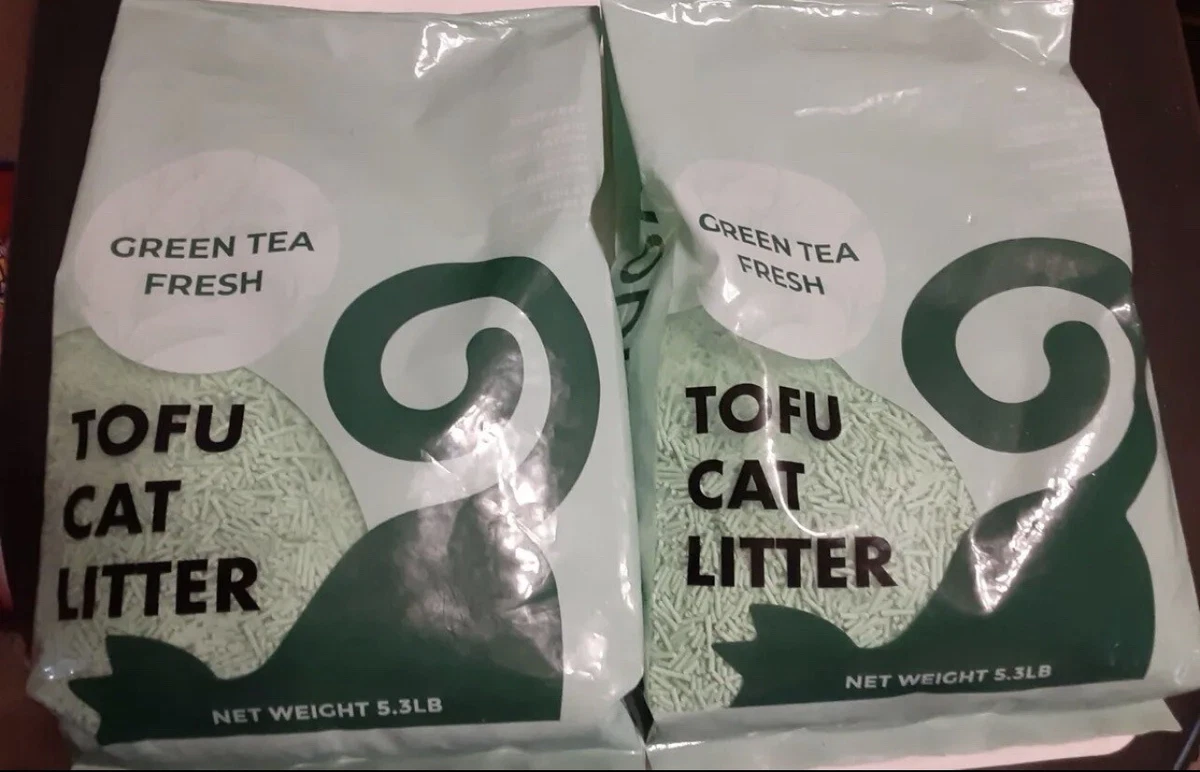 GREEN TEA
FRESH
TOFU
CAT
LITTER
NET WEIGHT 5.3LB
GREEN TEA
FRESH
TOFU
CAT
LITTER
NET WEIGHT 5.3LB